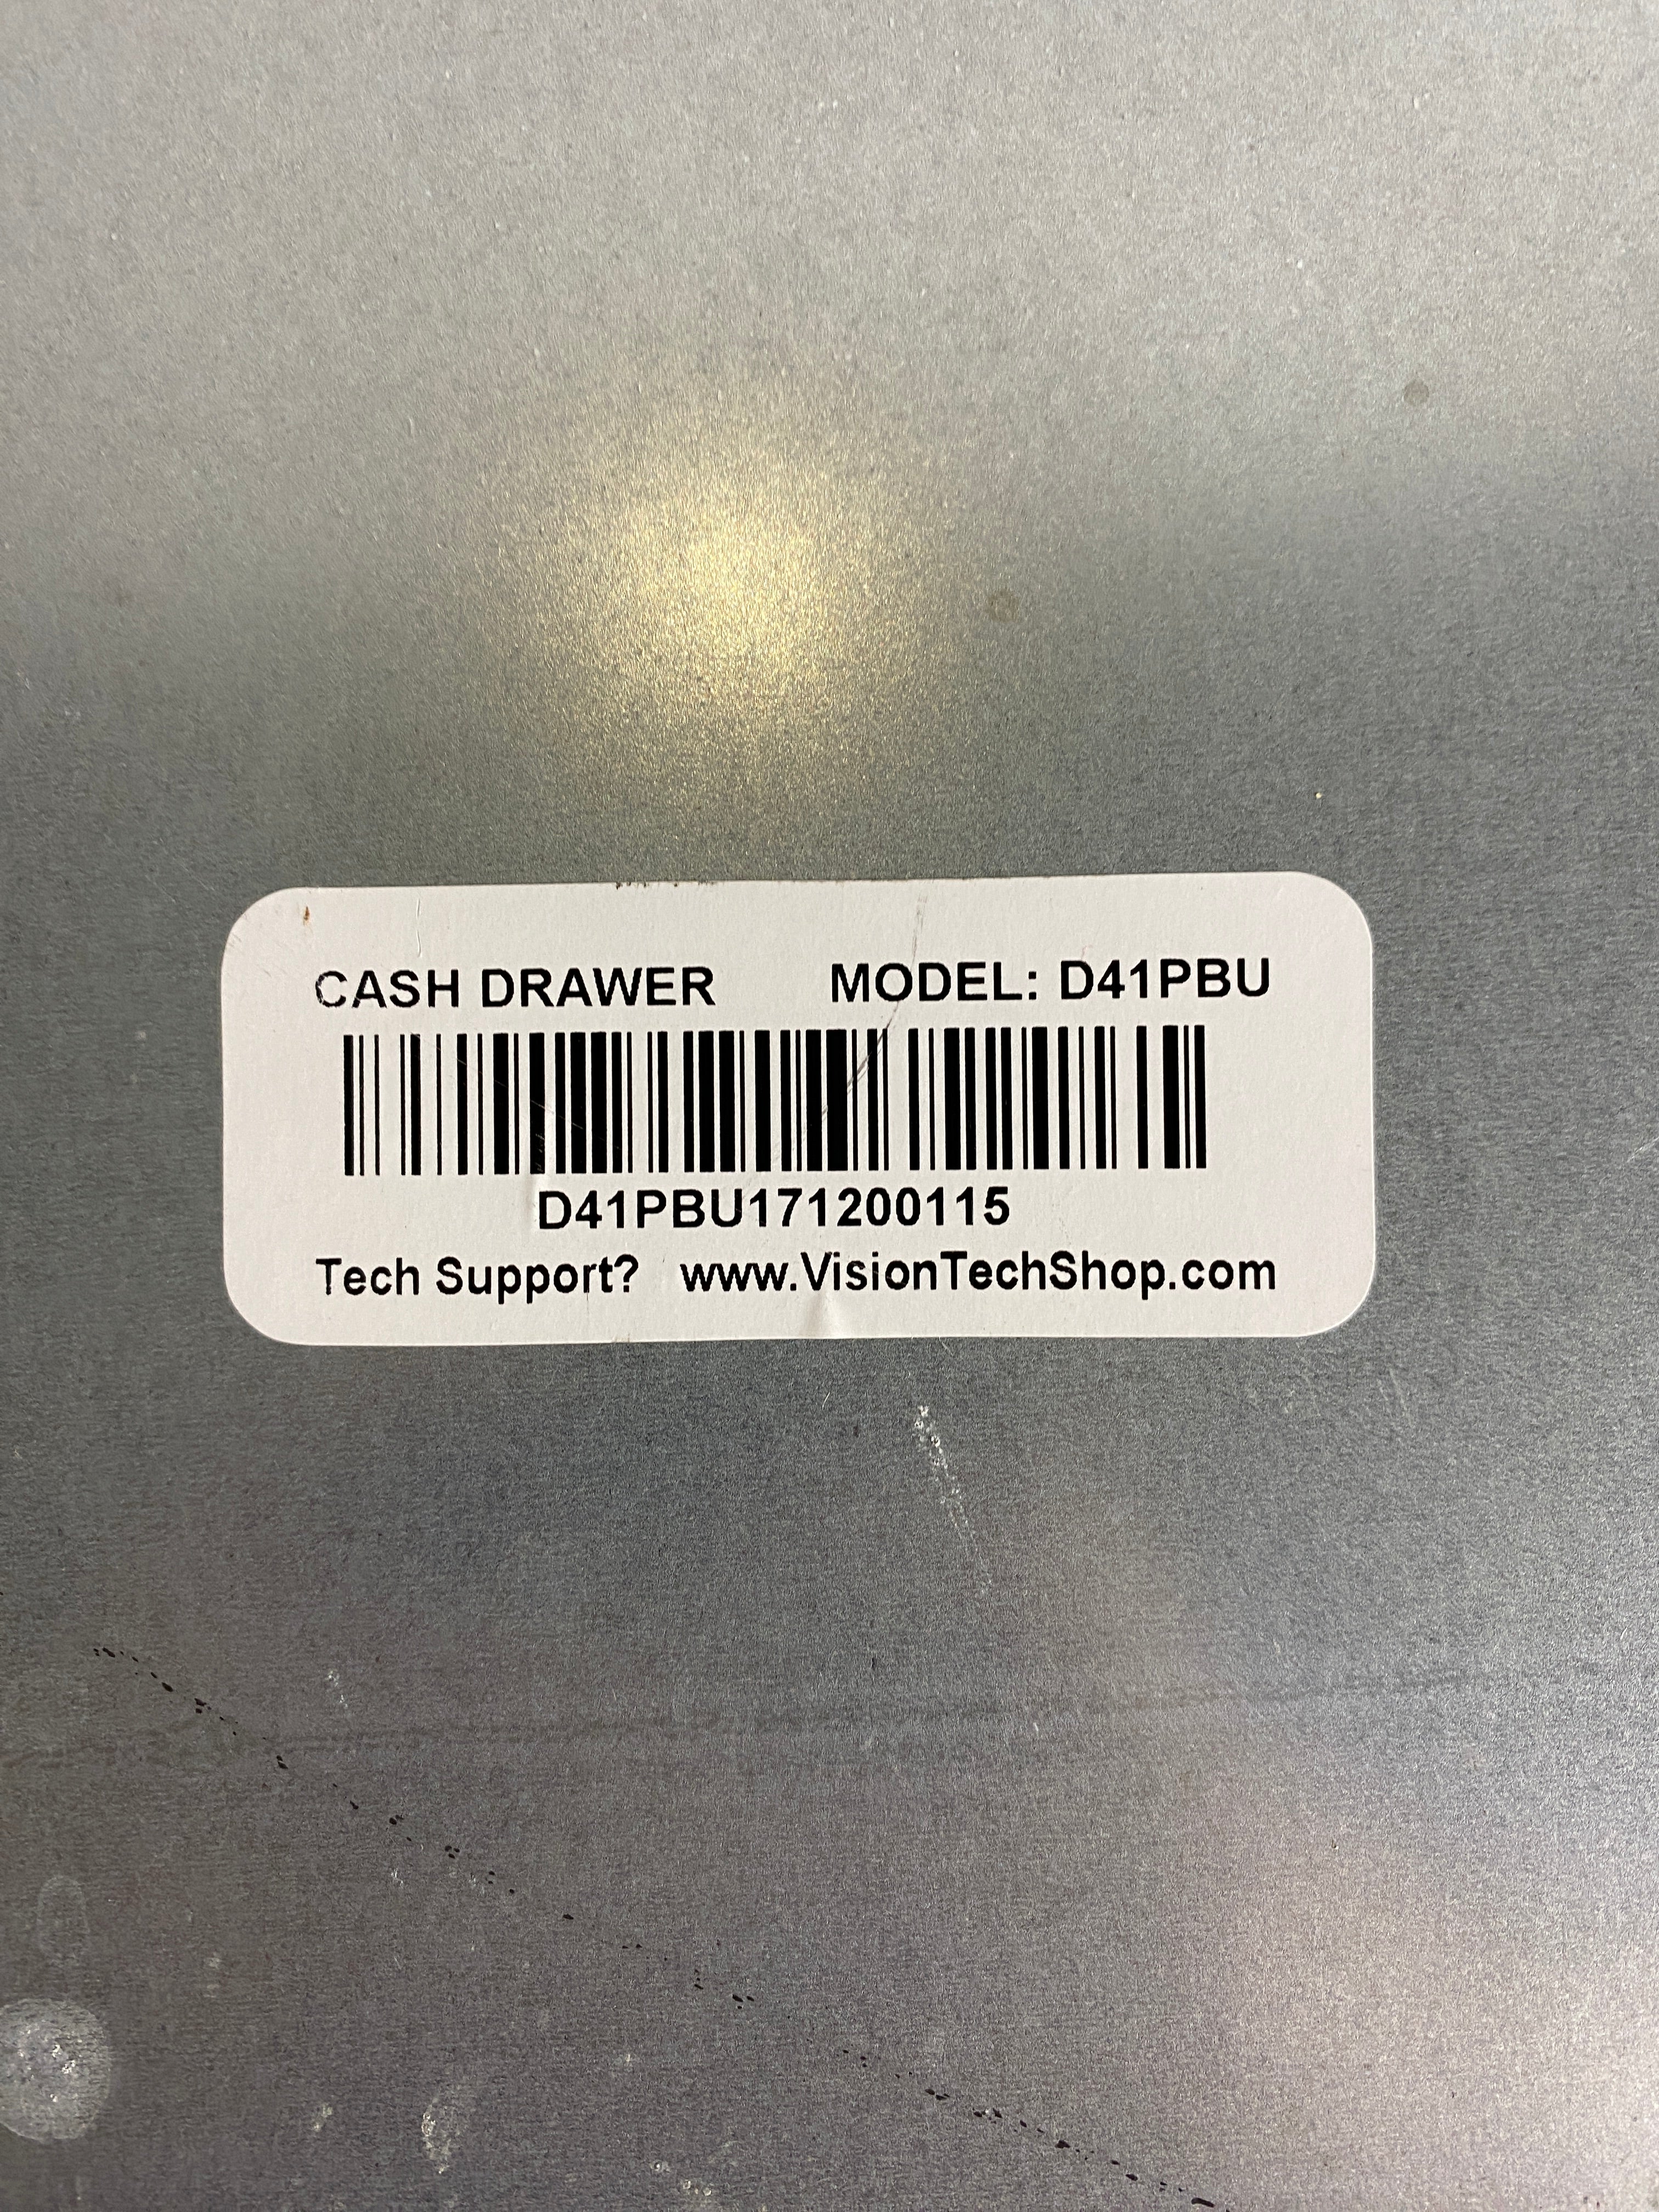 CASH DRAWER MODEL: D41PBU
D41PBU171200115
Tech Support? www.VisionTechShop.com